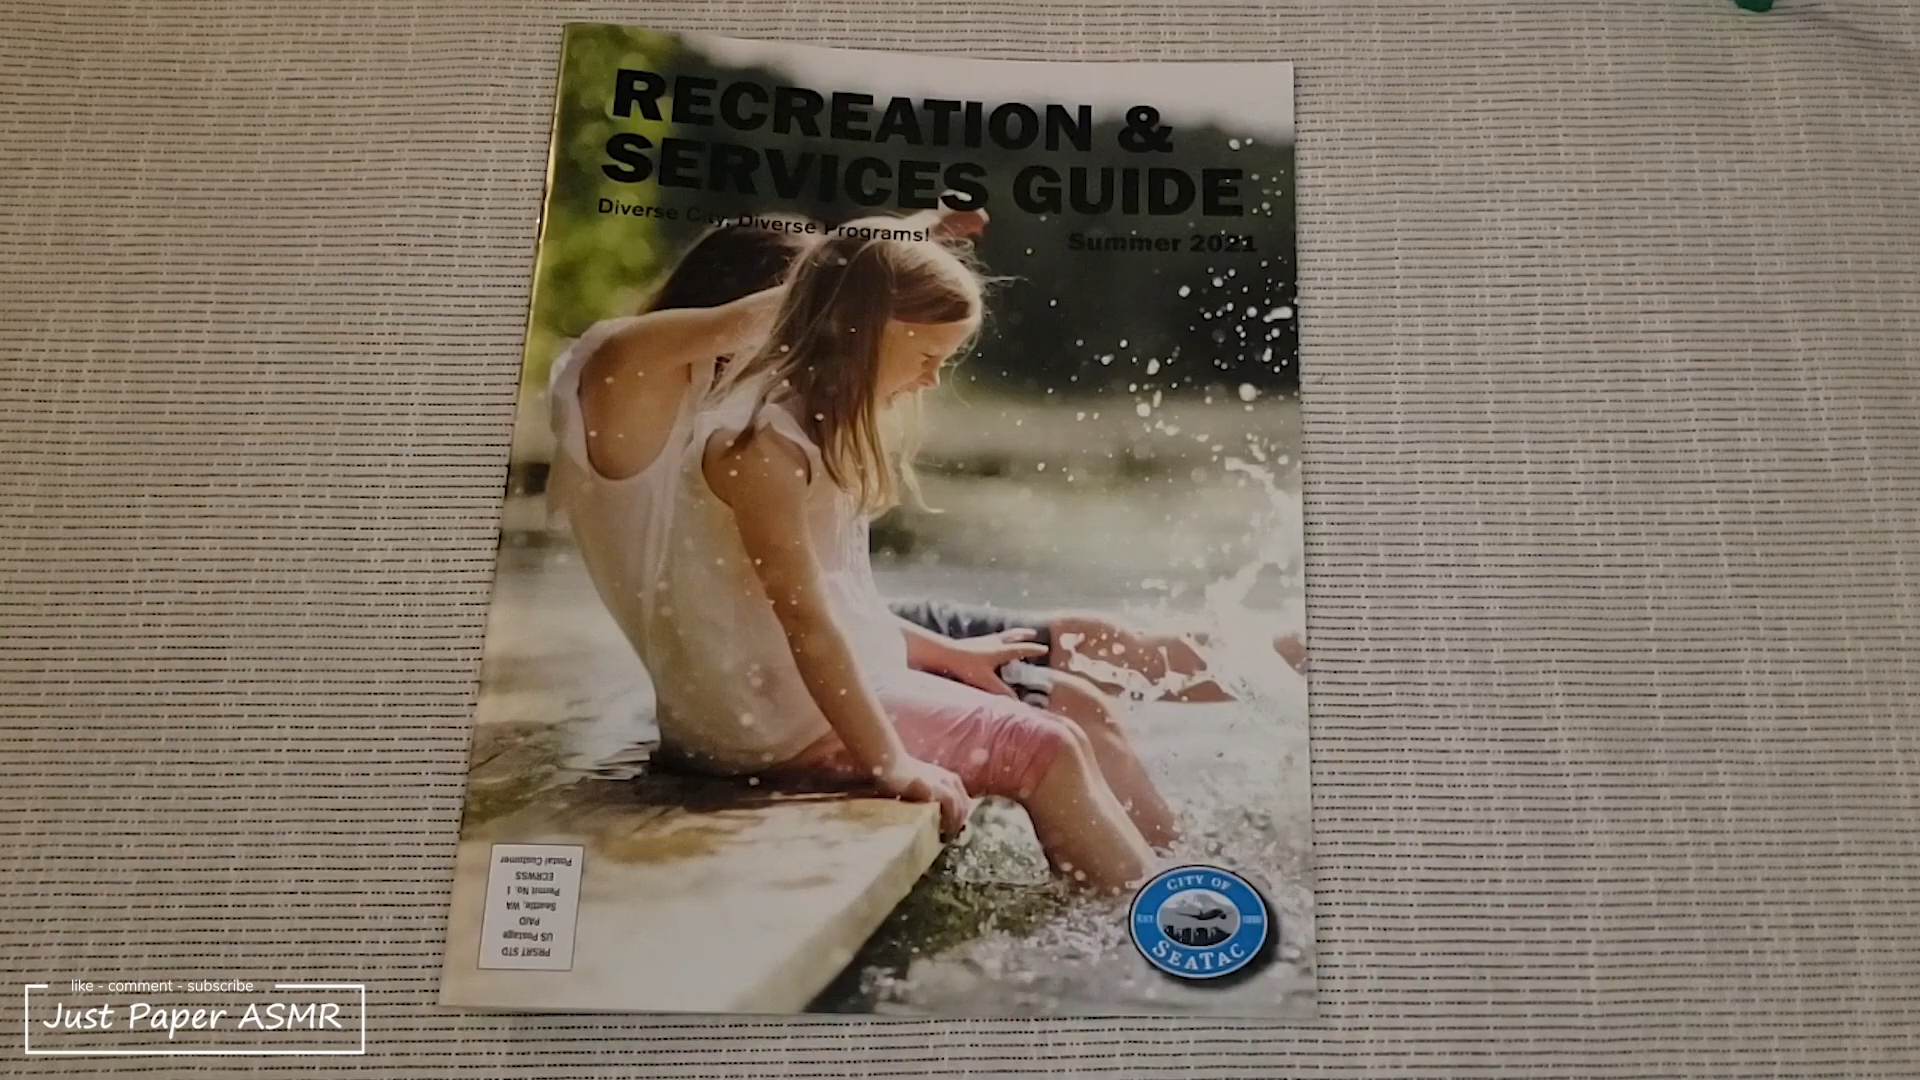 RECREATION &
SERVICES GUIDE
Diverse City, Diverse Programs!
Summer 2021
PRSRT STD
US Postage
PAID
Seattle, WA
Permit No. 1
ECRWSS
Postal Customer
CITY OF
EST
SEATAC
like - comment - subscribe
Just Paper ASMR